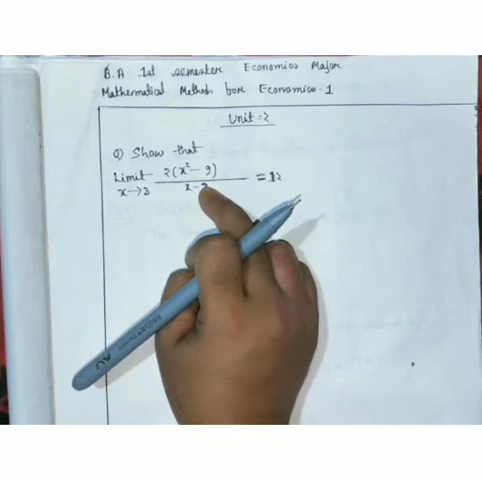 B.A 1st semester Economics Major
Mathematical Methods for Economics-1
Unit=2
Q) Show that
Limit 2(x²-9)
x→3 x-3 =12